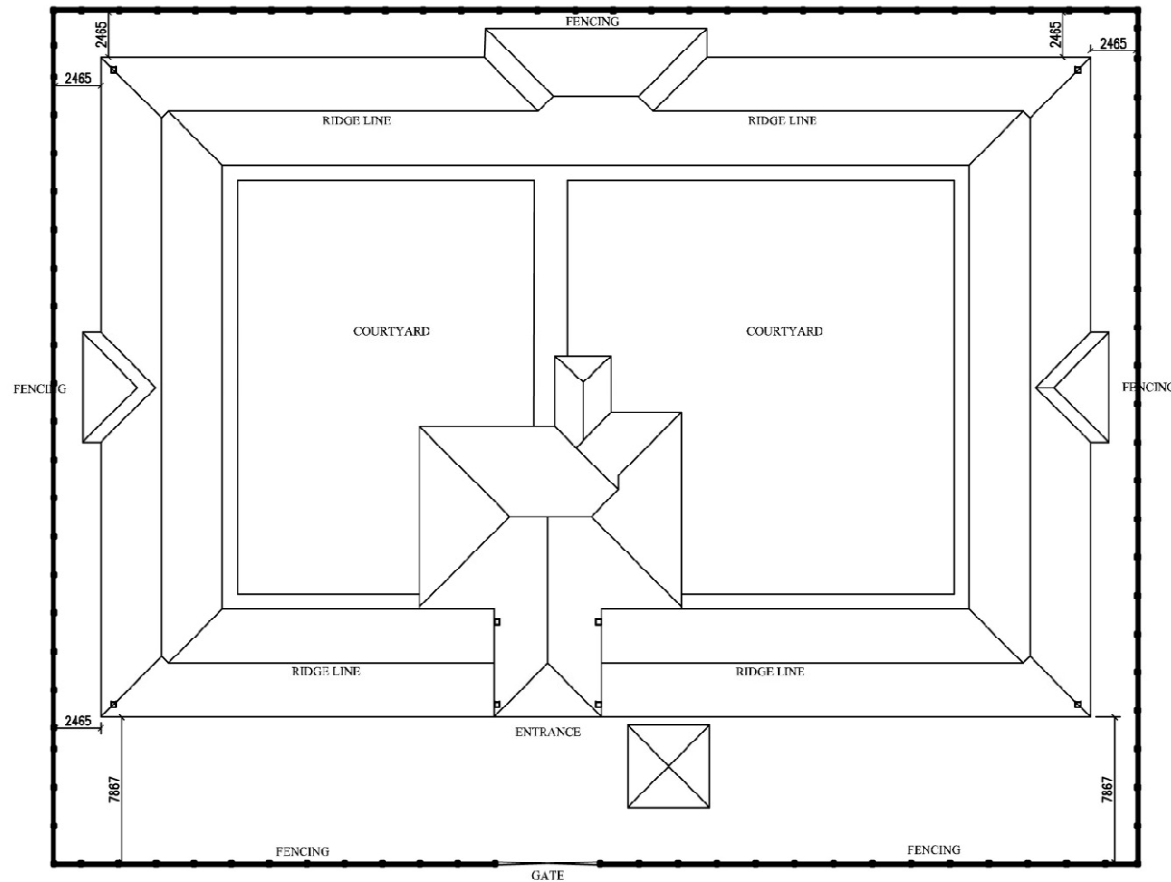 FENCING
2465
2465
2465
2465
RIDGE LINE
RIDGE LINE
COURTYARD
COURTYARD
FENCING
FENCING
RIDGE LINE
RIDGE LINE
2465
ENTRANCE
7867
7867
FENCING
FENCING
GATE